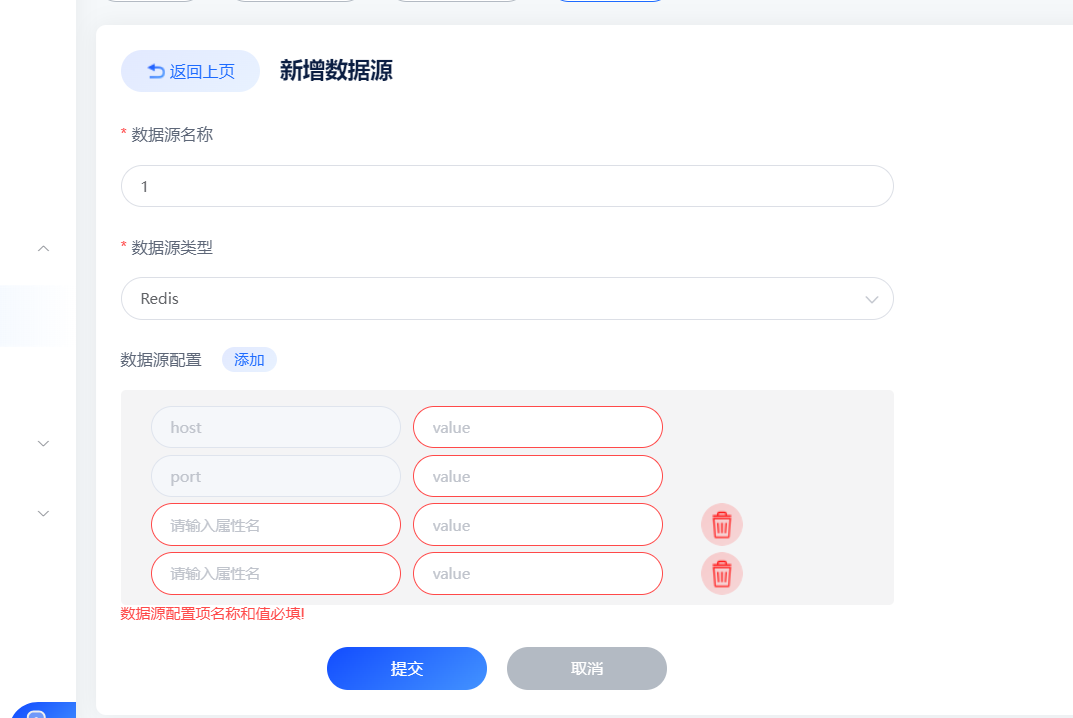 返回上页
新增数据源
* 数据源名称
1
* 数据源类型
Redis
数据源配置 添加
host value
port value
请输入属性名 value
请输入属性名 value
数据源配置项名称和值必填!
提交 取消